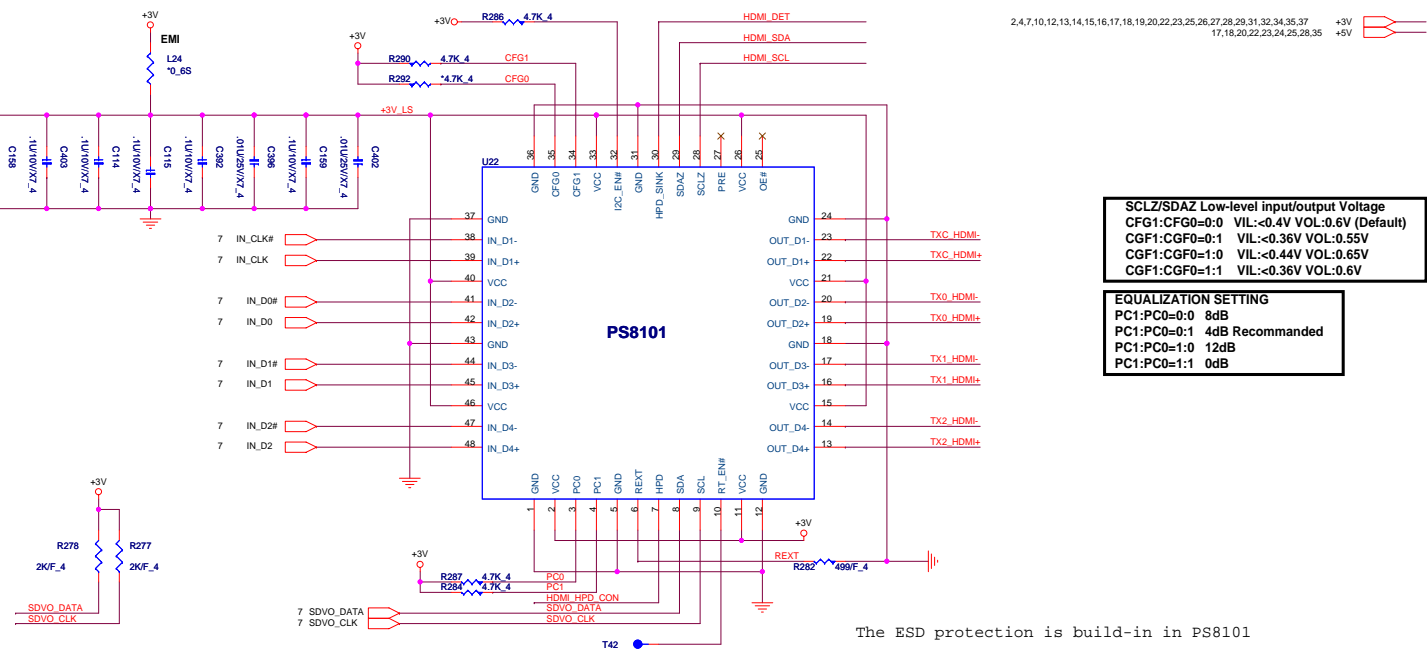 +3V
EMI
L24
*0_6S
+3V
R286 4.7K_4
+3V
R290 4.7K_4 CFG1
R292 *4.7K_4 CFG0
HDMI_DET
HDMI_SDA
HDMI_SCL
2,4,7,10,12,13,14,15,16,17,18,19,20,22,23,25,26,27,28,29,31,32,34,35,37 +3V
17,18,20,22,23,24,25,28,35 +5V
+3V_LS
C158
.1U/10V/X7_4
C403
.1U/10V/X7_4
C114
.1U/10V/X7_4
C115
.1U/10V/X7_4
C392
.01U/25V/X7_4
C396
.1U/10V/X7_4
C159
.01U/25V/X7_4
C402
U22
36 35 34 33 32 31 30 29 28 27 26 25
GND CFG0 CFG1 VCC I2C_EN# GND HPD_SINK SDAZ SCLZ PRE VCC OE#
37 GND
7 IN_CLK# 38 IN_D1-
7 IN_CLK 39 IN_D1+
40 VCC
7 IN_D0# 41 IN_D2-
7 IN_D0 42 IN_D2+
43 GND
7 IN_D1# 44 IN_D3-
7 IN_D1 45 IN_D3+
46 VCC
7 IN_D2# 47 IN_D4-
7 IN_D2 48 IN_D4+
PS8101
GND 24
OUT_D1- 23 TXC_HDMI-
OUT_D1+ 22 TXC_HDMI+
VCC 21
OUT_D2- 20 TX0_HDMI-
OUT_D2+ 19 TX0_HDMI+
GND 18
OUT_D3- 17 TX1_HDMI-
OUT_D3+ 16 TX1_HDMI+
VCC 15
OUT_D4- 14 TX2_HDMI-
OUT_D4+ 13 TX2_HDMI+
GND VCC PC0 PC1 GND REXT HPD SDA SCL RT_EN# VCC GND
1 2 3 4 5 6 7 8 9 10 11 12
SCLZ/SDAZ Low-level input/output Voltage
CFG1:CFG0=0:0 VIL:<0.4V VOL:0.6V (Default)
CGF1:CGF0=0:1 VIL:<0.36V VOL:0.55V
CGF1:CGF0=1:0 VIL:<0.44V VOL:0.65V
CGF1:CGF0=1:1 VIL:<0.36V VOL:0.6V
EQUALIZATION SETTING
PC1:PC0=0:0 8dB
PC1:PC0=0:1 4dB Recommanded
PC1:PC0=1:0 12dB
PC1:PC0=1:1 0dB
+3V
R278
2K/F_4
R277
2K/F_4
SDVO_DATA
SDVO_CLK
+3V
R287 4.7K_4 PC0
R284 4.7K_4 PC1
HDMI_HPD_CON
7 SDVO_DATA SDVO_DATA
7 SDVO_CLK SDVO_CLK
T42
+3V
REXT
R282 499/F_4
The ESD protection is build-in in PS8101